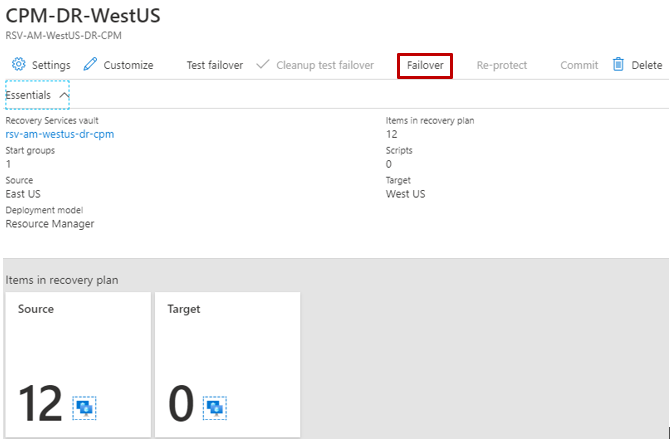 CPM-DR-WestUS
RSV-AM-WestUS-DR-CPM
Settings Customize Test failover Cleanup test failover Failover Re-protect Commit Delete
Essentials
Recovery Services vault Items in recovery plan
rsv-am-westus-dr-cpm 12
Start groups Scripts
1 0
Source Target
East US West US
Deployment model
Resource Manager
Items in recovery plan
Source Target
12 0